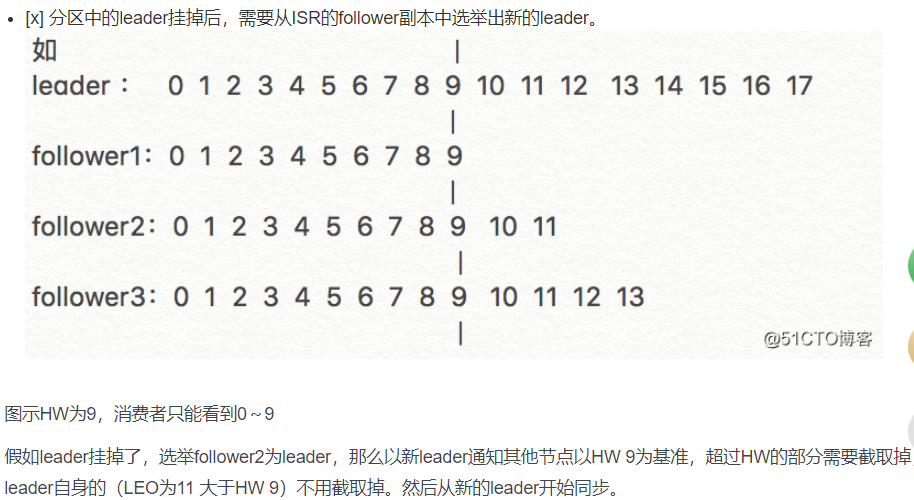 [x] 分区中的leader挂掉后，需要从ISR的follower副本中选举出新的leader。
如 |
leader： 0 1 2 3 4 5 6 7 8 9 10 11 12 13 14 15 16 17
|
follower1：0 1 2 3 4 5 6 7 8 9
|
follower2：0 1 2 3 4 5 6 7 8 9 10 11
|
follower3：0 1 2 3 4 5 6 7 8 9 10 11 12 13
|
@51CTO博客
图示HW为9，消费者只能看到0～9
假如leader挂掉了，选举follower2为leader，那么以新leader通知其他节点以HW 9为基准，超过HW的部分需要截取掉，
leader自身的（LEO为11 大于HW 9）不用截取掉。然后从新的leader开始同步。